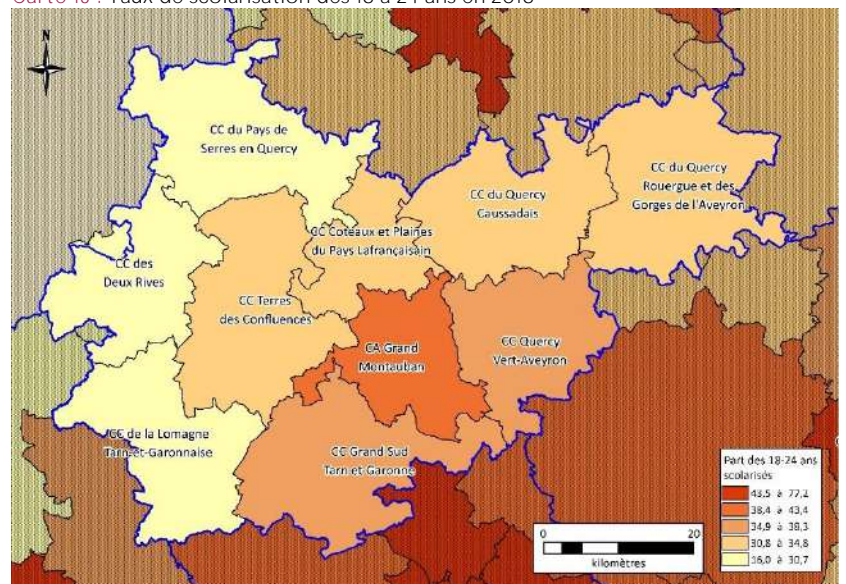 Carte 10 : Taux de scolarisation des 18 à 24 ans en 2018
N
CC du Pays de
Serres en Quercy
CC du Quercy
Rouergue et des
Gorges de l'Aveyron
CC du Quercy
Caussadais
CC Coteaux et Plaines
du Pays Lafrançaisain
CC des
Deux Rives
CC Terres
des Confluences
CA Grand
Montauban
CC Quercy
Vert-Aveyron
CC de la Lomagne
Tarn-et-Garonnaise
CC Grand Sud
Tarn et Garonne
Part des 18-24 ans
scolarisés
43,5 à 77,2
38,4 à 43,4
34,9 à 38,3
30,8 à 34,8
16,0 à 30,7
0 20
kilomètres